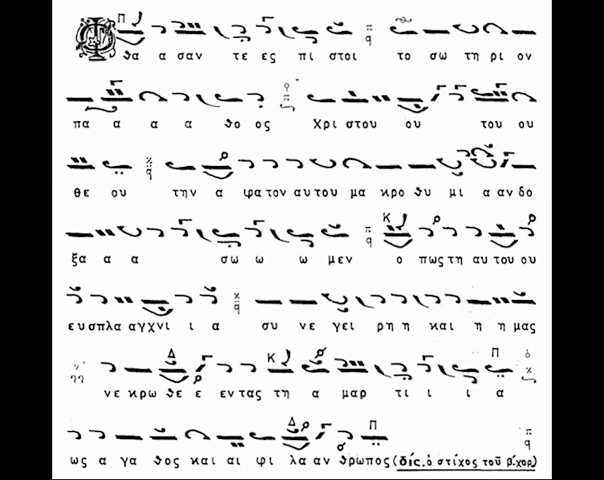 Φθα α σαν τε ες πι στοι το σω τη ρι ον
πα α α α θο ος Χρι στου ου του ου
θε ου την α φα τον αυ του μα κρο θυ μι α αν δο
ξα α α σω ω ω μεν ο πως τη αυ του ου
ευ σπλα αγχνι ι α συ νε γει ρη η και η η μας
νε κρω θε ε εν τας τη α μαρ τι ι ι α
ως α γα θος και αι φι λα αν θρωπος (δίς. ὁ στίχος τοῦ β.΄χορ)